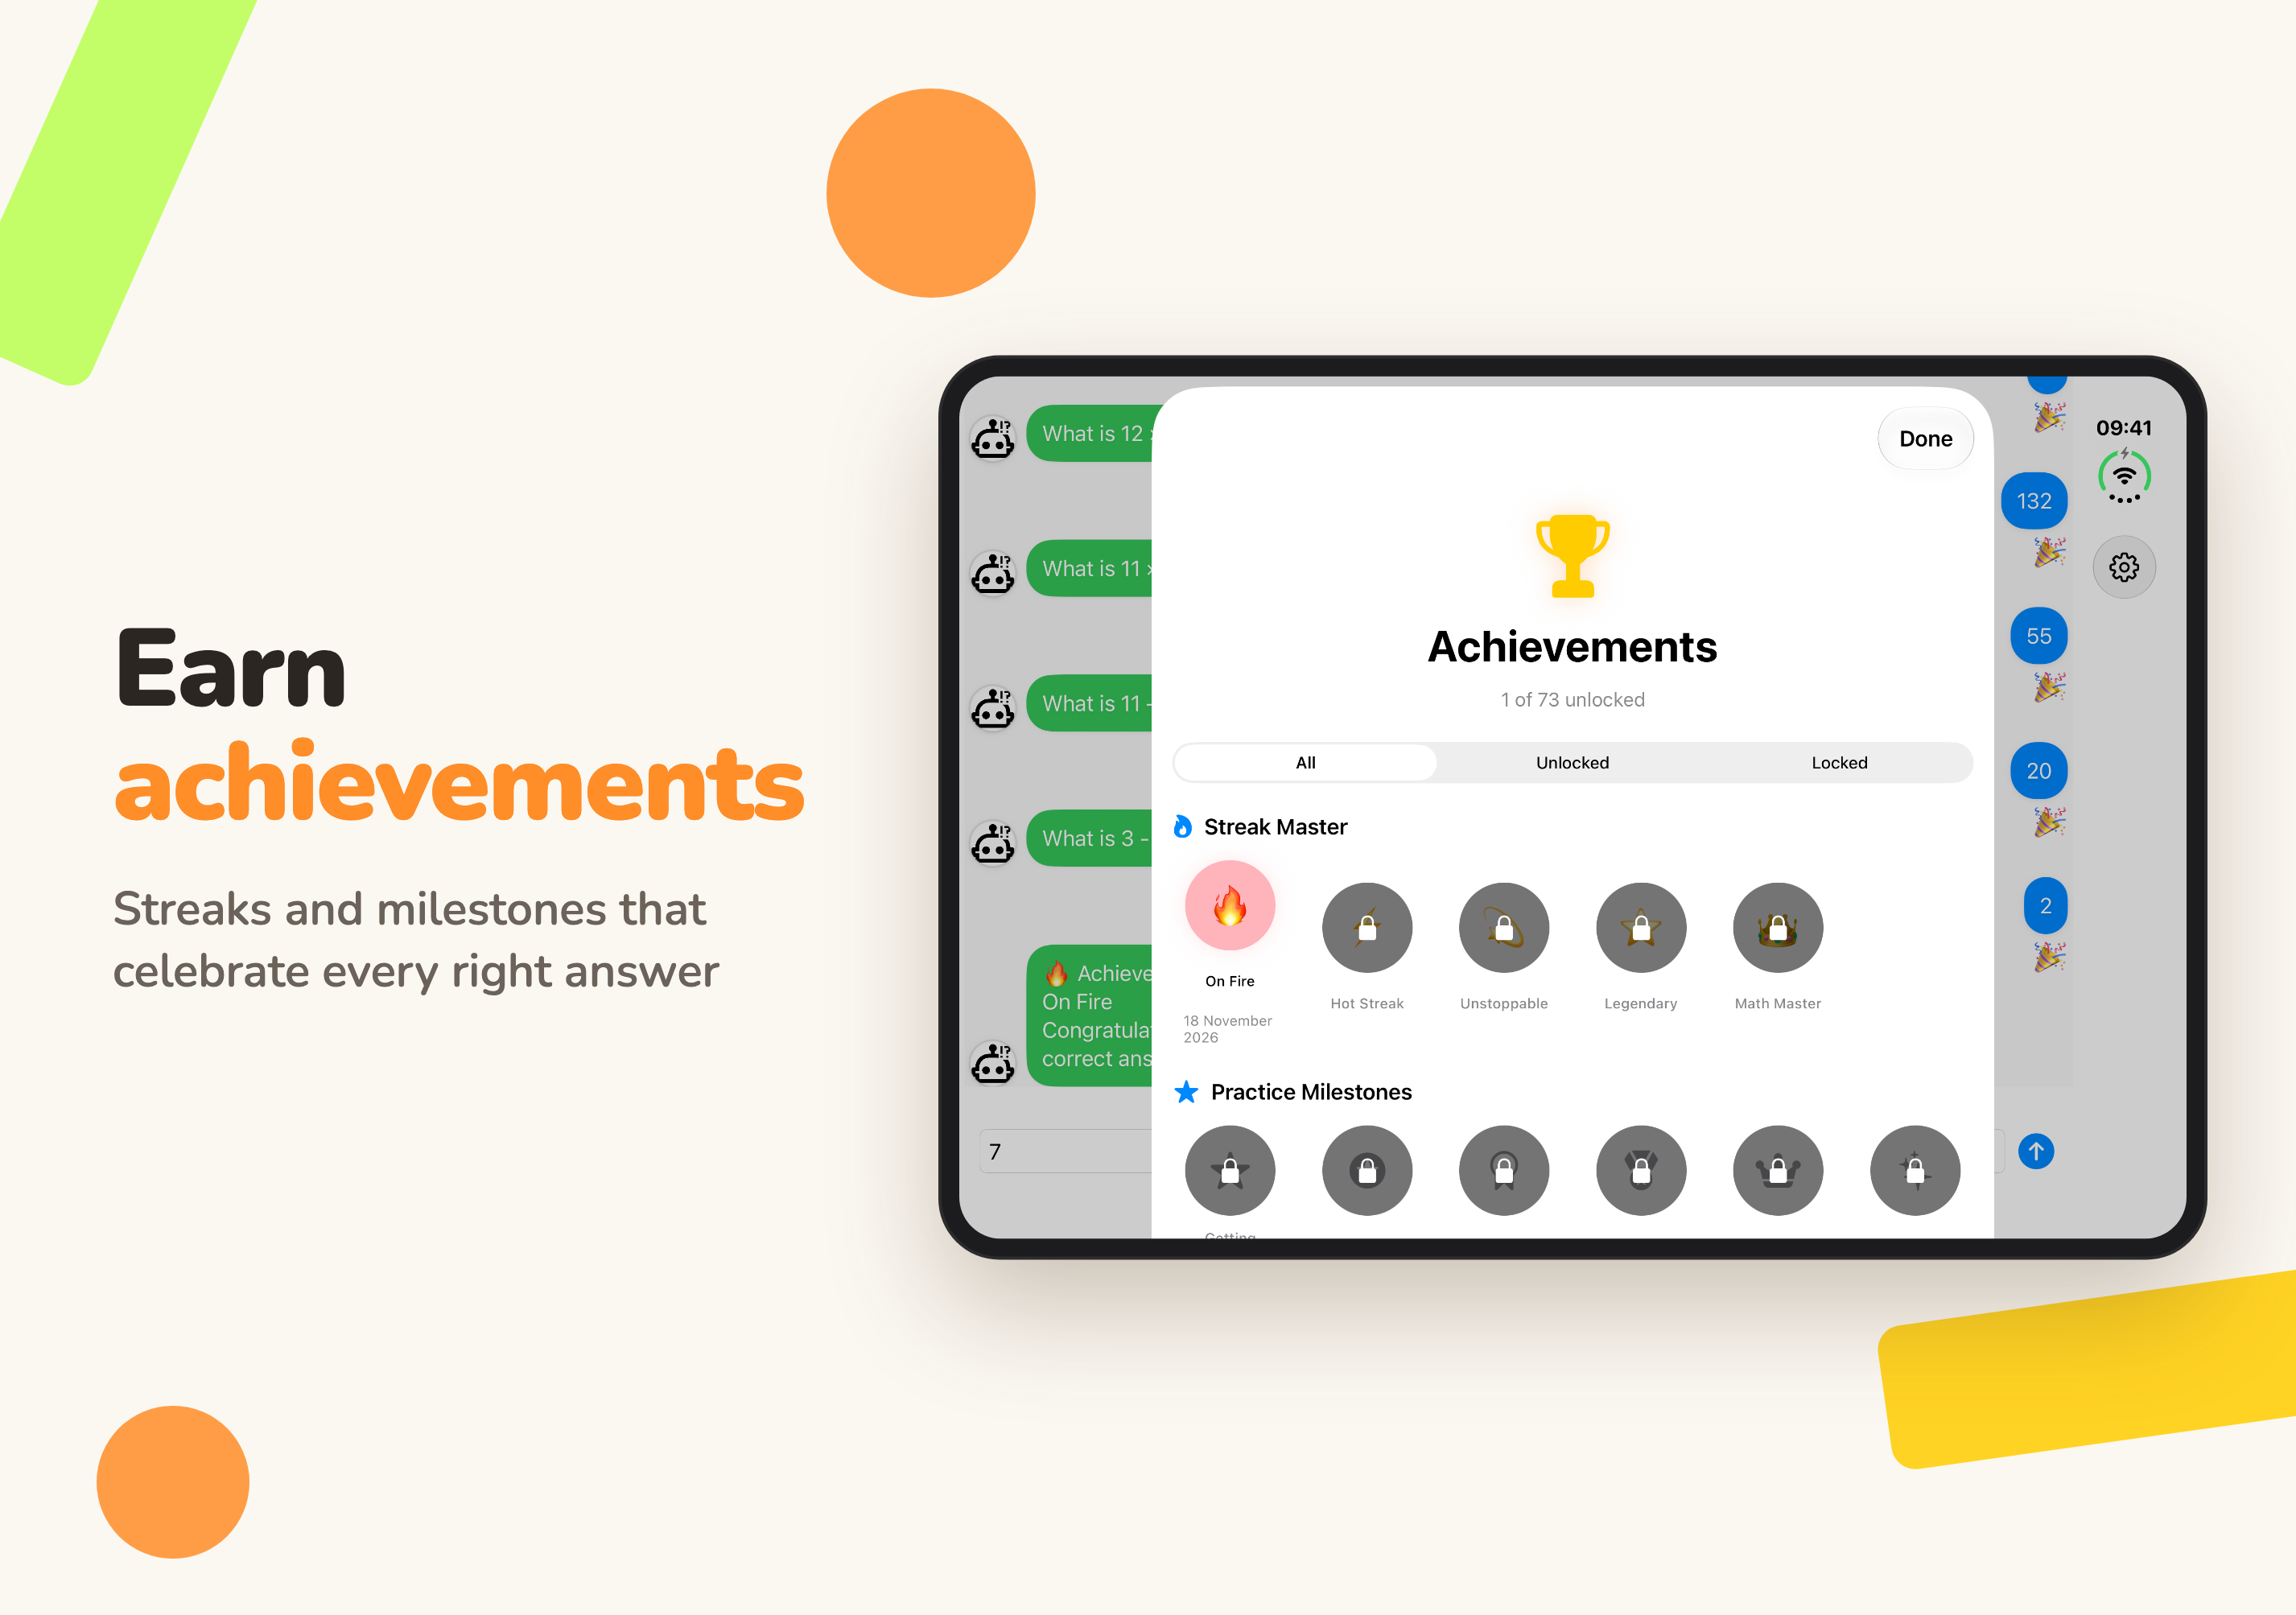 Earn
achievements
Streaks and milestones that
celebrate every right answer
What is 12
132
What is 11
55
What is 11 -
20
What is 3 -
2
🔥 Achieve
On Fire
Congratula
correct ans
7
09:41
Done
Achievements
1 of 73 unlocked
All
Unlocked
Locked
Streak Master
On Fire
18 November
2026
Hot Streak
Unstoppable
Legendary
Math Master
Practice Milestones
Getting